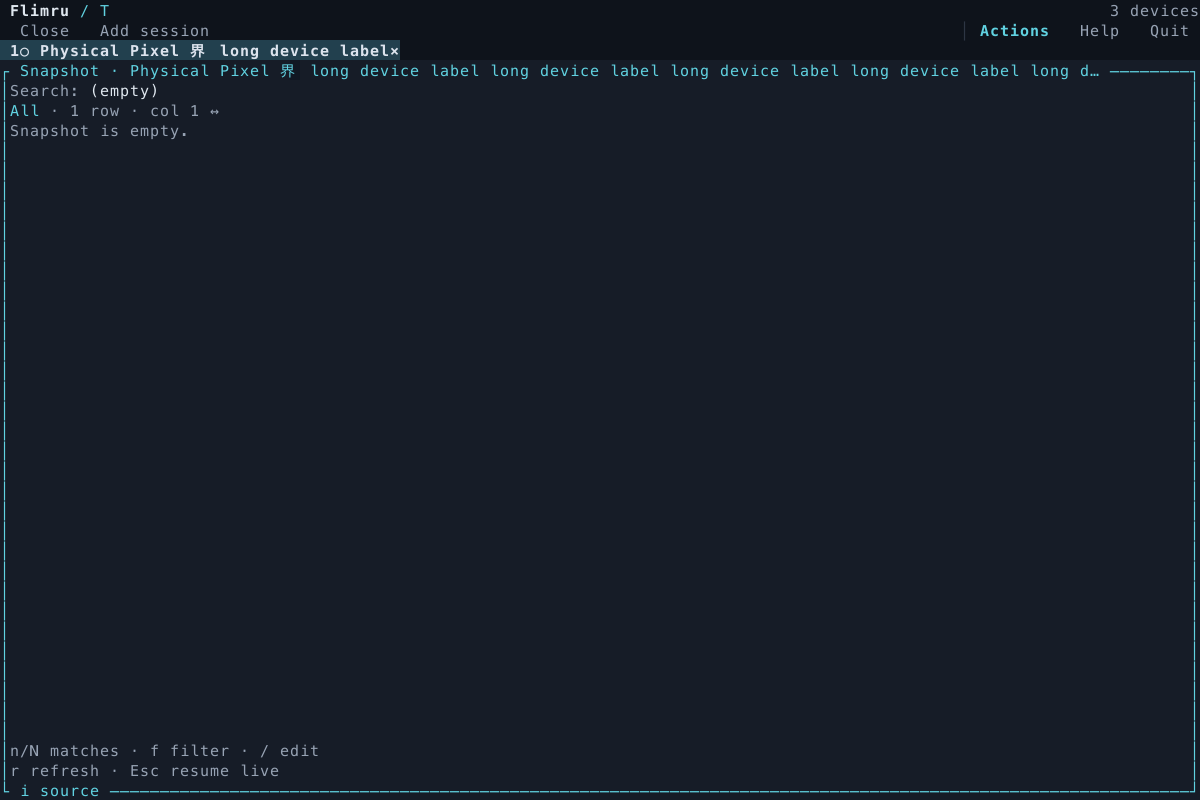 Flimru / T 3 devices
Close Add session Actions Help Quit
1○ Physical Pixel 界 long device label×
Snapshot · Physical Pixel 界 long device label long device label long device label long device label long d…
Search: (empty)
All · 1 row · col 1 ↔
Snapshot is empty.
n/N matches · f filter · / edit
r refresh · Esc resume live
i source